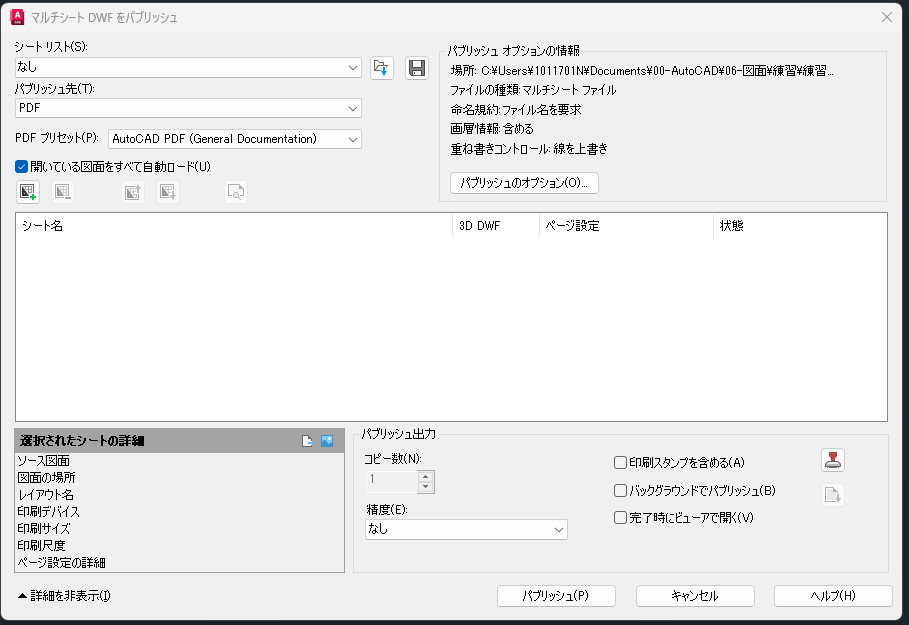 マルチシート DWF をパブリッシュ
シート リスト(S):
なし
パブリッシュ先(T):
PDF
PDF プリセット(P):
AutoCAD PDF (General Documentation)
開いている図面をすべて自動ロード(U)
パブリッシュ オプションの情報
場所: C:¥Users¥1011701N¥Documents¥00-AutoCAD¥06-図面¥練習¥練習...
ファイルの種類:マルチシート ファイル
命名規約:ファイル名を要求
画層情報:含める
重ね書きコントロール:線を上書き
パブリッシュのオプション(O)...
シート名
3D DWF
ページ設定
状態
選択されたシートの詳細
ソース図面
図面の場所
レイアウト名
印刷デバイス
印刷サイズ
印刷尺度
ページ設定の詳細
パブリッシュ出力
コピー数(N):
1
精度(E):
なし
印刷スタンプを含める(A)
バックグラウンドでパブリッシュ(B)
完了時にビューアで開く(V)
詳細を非表示(I)
パブリッシュ(P)
キャンセル
ヘルプ(H)